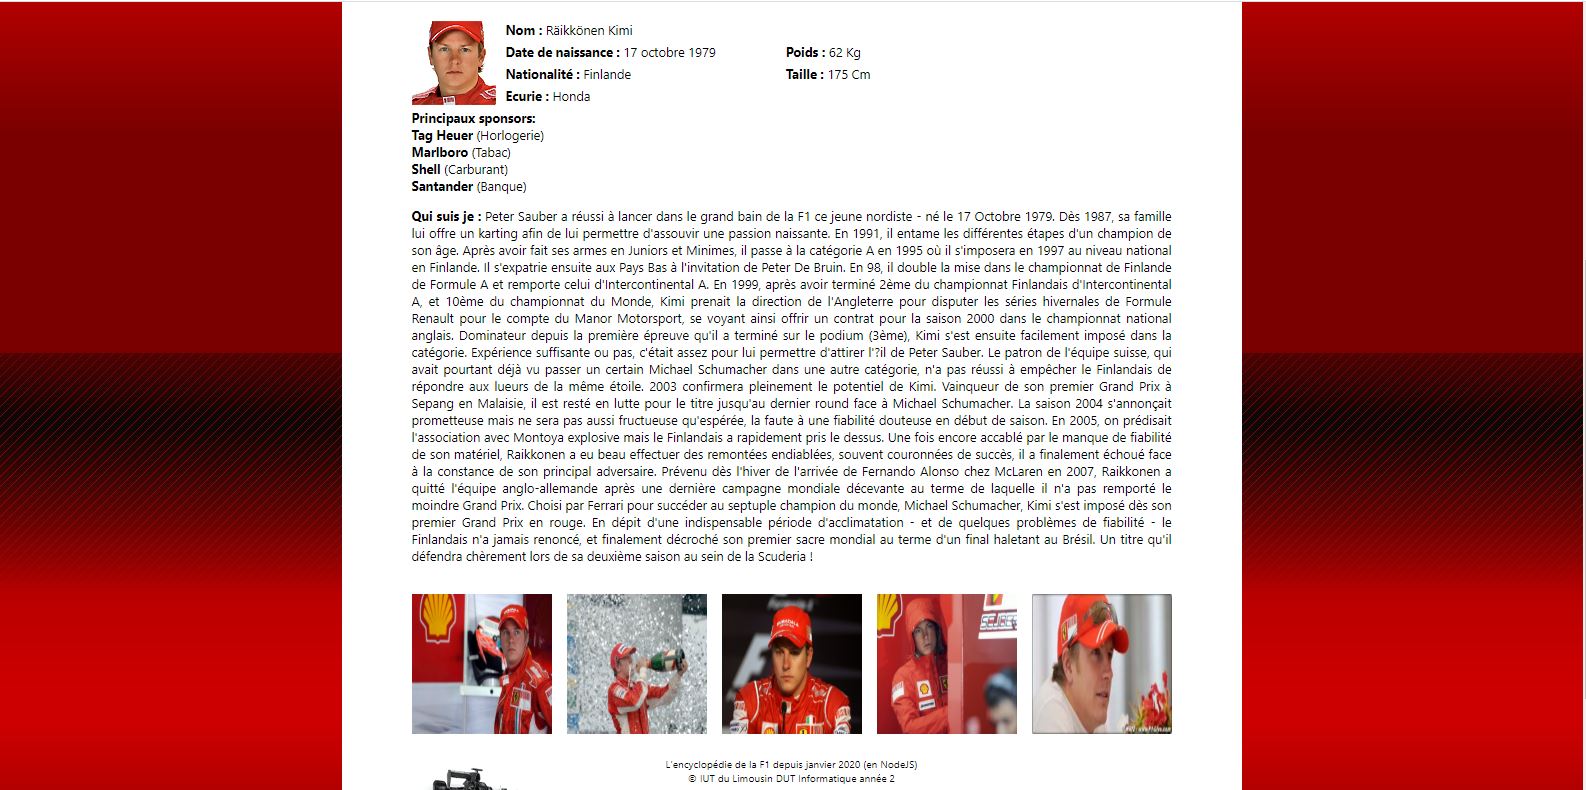 Nom : Räikkönen Kimi
Date de naissance : 17 octobre 1979 Poids : 62 Kg
Nationalité : Finlande Taille : 175 Cm
Ecurie : Honda
Principaux sponsors:
Tag Heuer (Horlogerie)
Marlboro (Tabac)
Shell (Carburant)
Santander (Banque)
Qui suis je : Peter Sauber a réussi à lancer dans le grand bain de la F1 ce jeune nordiste - né le 17 Octobre 1979. Dès 1987, sa famille
lui offre un karting afin de lui permettre d'assouvir une passion naissante. En 1991, il entame les différentes étapes d'un champion de
son âge. Après avoir fait ses armes en Juniors et Minimes, il passe à la catégorie A en 1995 où il s'imposera en 1997 au niveau national
en Finlande. Il s'expatrie ensuite aux Pays Bas à l'invitation de Peter De Bruin. En 98, il double la mise dans le championnat de Finlande
de Formule A et remporte celui d'Intercontinental A. En 1999, après avoir terminé 2ème du championnat Finlandais d'Intercontinental
A, et 10ème du championnat du Monde, Kimi prenait la direction de l'Angleterre pour disputer les séries hivernales de Formule
Renault pour le compte du Manor Motorsport, se voyant ainsi offrir un contrat pour la saison 2000 dans le championnat national
anglais. Dominateur depuis la première épreuve qu'il a terminé sur le podium (3ème), Kimi s'est ensuite facilement imposé dans la
catégorie. Expérience suffisante ou pas, c'était assez pour lui permettre d'attirer l'?il de Peter Sauber. Le patron de l'équipe suisse, qui
avait pourtant déjà vu passer un certain Michael Schumacher dans une autre catégorie, n'a pas réussi à empêcher le Finlandais de
répondre aux lueurs de la même étoile. 2003 confirmera pleinement le potentiel de Kimi. Vainqueur de son premier Grand Prix à
Sepang en Malaisie, il est resté en lutte pour le titre jusqu'au dernier round face à Michael Schumacher. La saison 2004 s'annonçait
prometteuse mais ne sera pas aussi fructueuse qu'espérée, la faute à une fiabilité douteuse en début de saison. En 2005, on prédisait
l'association avec Montoya explosive mais le Finlandais a rapidement pris le dessus. Une fois encore accablé par le manque de fiabilité
de son matériel, Raikkonen a eu beau effectuer des remontées endiablées, souvent couronnées de succès, il a finalement échoué face
à la constance de son principal adversaire. Prévenu dès l'hiver de l'arrivée de Fernando Alonso chez McLaren en 2007, Raikkonen a
quitté l'équipe anglo-allemande après une dernière campagne mondiale décevante au terme de laquelle il n'a pas remporté le
moindre Grand Prix. Choisi par Ferrari pour succéder au septuple champion du monde, Michael Schumacher, Kimi s'est imposé dès son
premier Grand Prix en rouge. En dépit d'une indispensable période d'acclimatation - et de quelques problèmes de fiabilité - le
Finlandais n'a jamais renoncé, et finalement décroché son premier sacre mondial au terme d'un final haletant au Brésil. Un titre qu'il
défendra chèrement lors de sa deuxième saison au sein de la Scuderia !
L'encyclopédie de la F1 depuis janvier 2020 (en NodeJS)
© IUT du Limousin DUT Informatique année 2